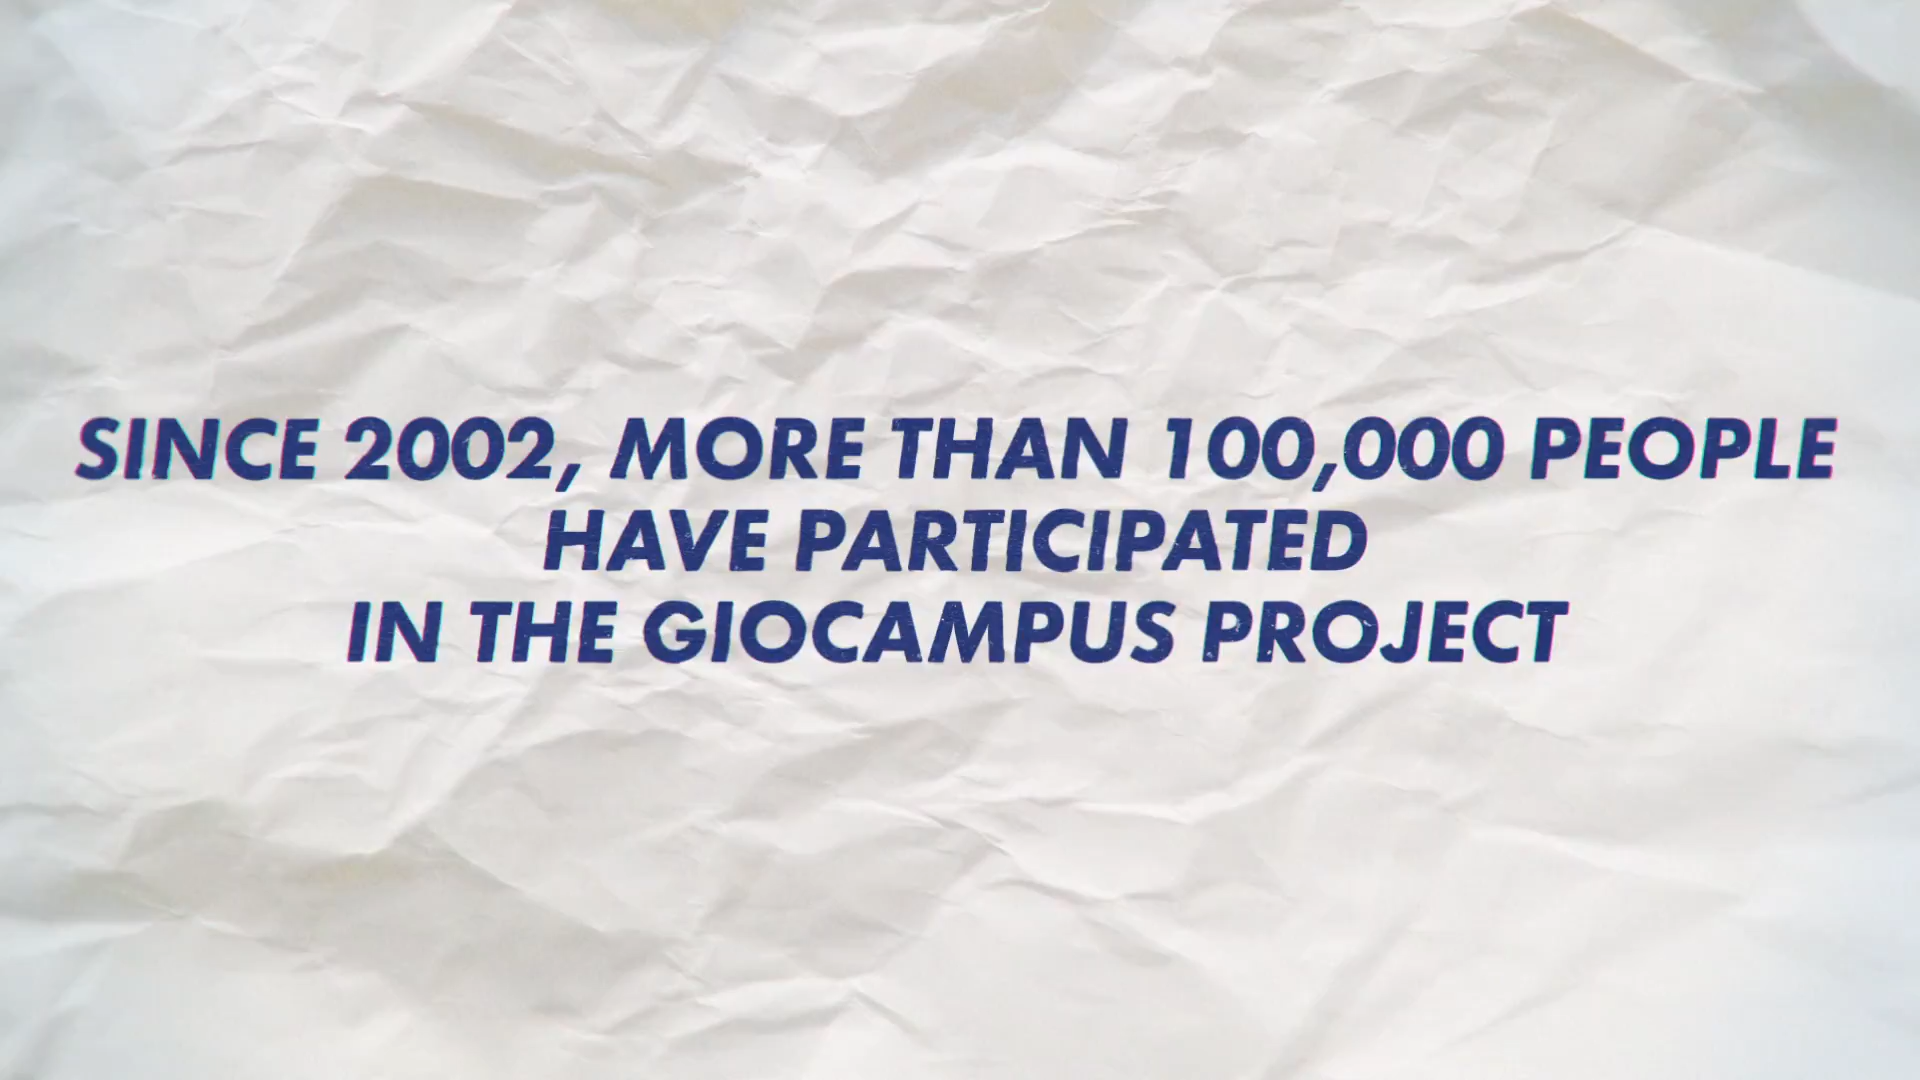 SINCE 2002, MORE THAN 100,000 PEOPLE
HAVE PARTICIPATED
IN THE GIOCAMPUS PROJECT